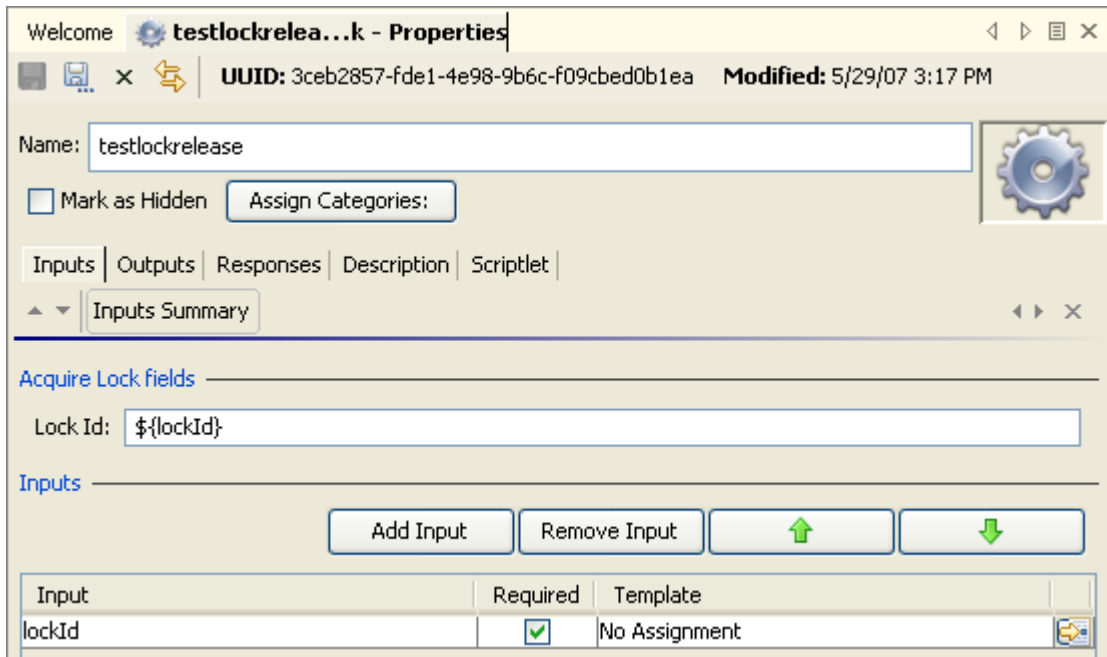 Welcome testlockrelea...k - Properties
UUID: 3ceb2857-fde1-4e98-9b6c-f09cbed0b1ea Modified: 5/29/07 3:17 PM
Name: testlockrelease
Mark as Hidden Assign Categories:
Inputs Outputs Responses Description Scriptlet
Inputs Summary
Acquire Lock fields
Lock Id: ${lockId}
Inputs
Add Input Remove Input
Input Required Template
lockId No Assignment